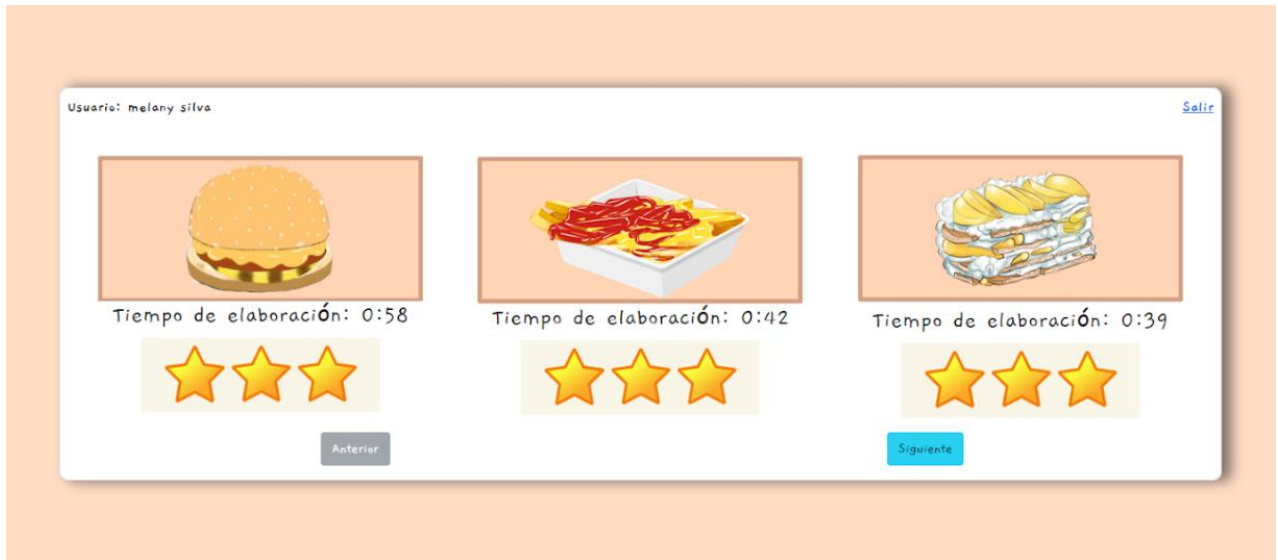 Usuario: melany silva
Salir
Tiempo de elaboración: 0:58
Tiempo de elaboración: 0:42
Tiempo de elaboración: 0:39
Anterior
Siguiente